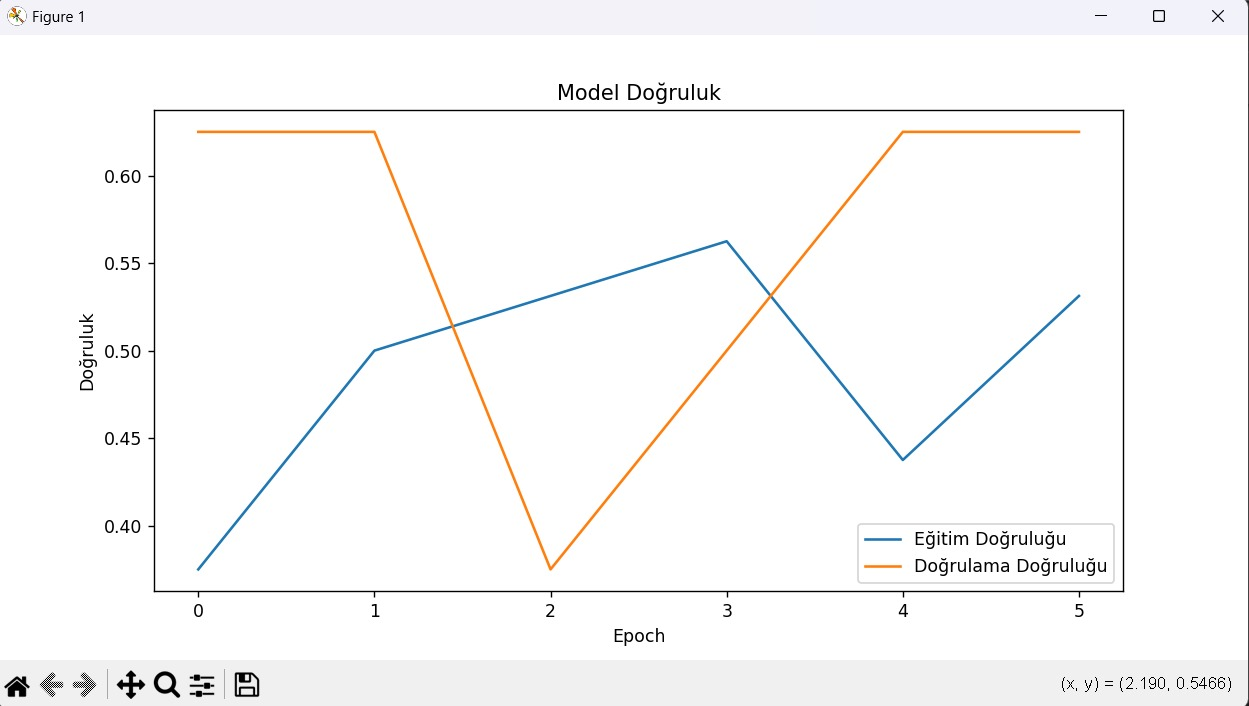 Figure 1
Model Doğruluk
Doğruluk
0.60
0.55
0.50
0.45
0.40
Eğitim Doğruluğu
Doğrulama Doğruluğu
0 1 2 3 4 5
Epoch
(x, y) = (2.190, 0.5466)